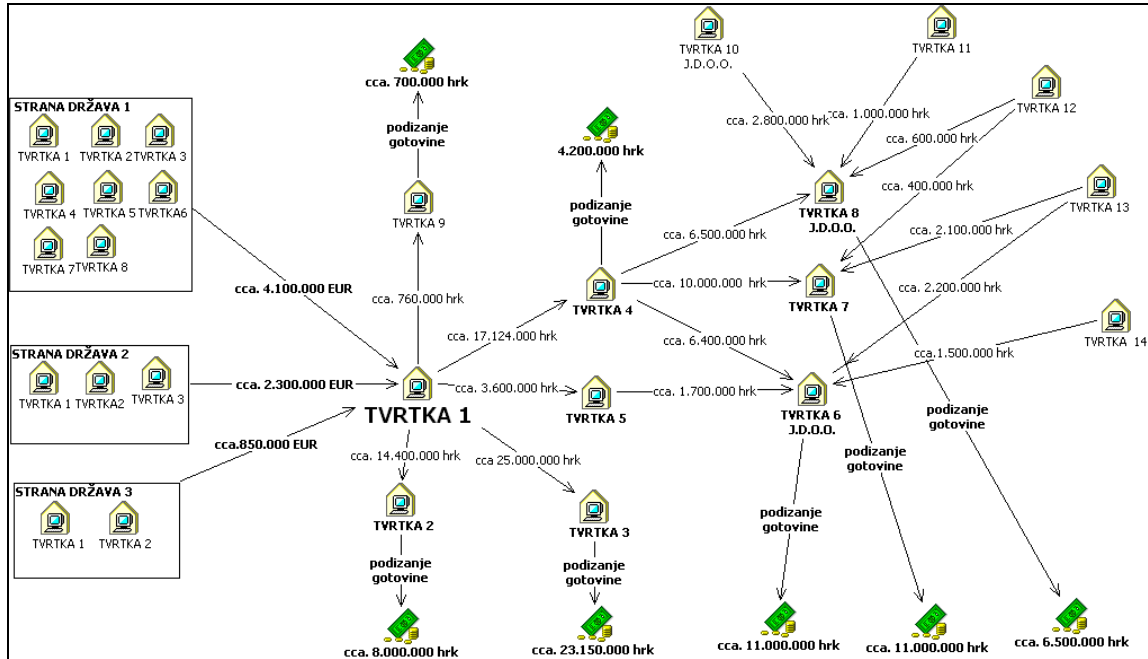 TVRTKA 10
J.D.O.O.
TVRTKA 11
cca. 700.000 hrk
STRANA DRŽAVA 1
TVRTKA 1
TVRTKA 2
TVRTKA 3
TVRTKA 4
TVRTKA 5
TVRTKA6
TVRTKA 7
TVRTKA 8
podizanje
gotovine
TVRTKA 9
cca. 760.000 hrk
cca. 4.100.000 EUR
4.200.000 hrk
podizanje
gotovine
cca. 2.800.000 hrk
cca. 1.000.000 hrk
TVRTKA 12
cca. 600.000 hrk
cca. 400.000 hrk
TVRTKA 13
TVRTKA 8
J.D.O.O.
cca. 6.500.000 hrk
cca. 2.100.000 hrk
cca. 10.000.000 hrk
TVRTKA 4
TVRTKA 7
cca. 2.200.000 hrk
cca. 17.124.000 hrk
cca. 6.400.000 hrk
TVRTKA 14
cca.1.500.000 hrk
STRANA DRŽAVA 2
TVRTKA 1
TVRTKA2
TVRTKA 3
cca. 2.300.000 EUR
TVRTKA 1
cca. 3.600.000 hrk
TVRTKA 5
cca. 1.700.000 hrk
TVRTKA 6
J.D.O.O.
cca.850.000 EUR
cca. 14.400.000 hrk
cca 25.000.000 hrk
podizanje
gotovine
podizanje
gotovine
STRANA DRŽAVA 3
TVRTKA 1
TVRTKA 2
TVRTKA 2
TVRTKA 3
podizanje
gotovine
podizanje
gotovine
podizanje
gotovine
cca. 8.000.000 hrk
cca. 23.150.000 hrk
cca. 11.000.000 hrk
cca. 11.000.000 hrk
cca. 6.500.000 hrk